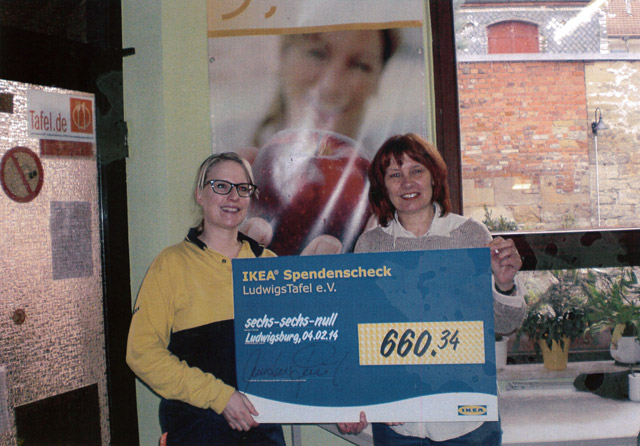 Tafel.de
IKEA® Spendenscheck
LudwigsTafel e.V.
sechs-sechs-null
Ludwigsburg, 04.02.14
660.34
IKEA